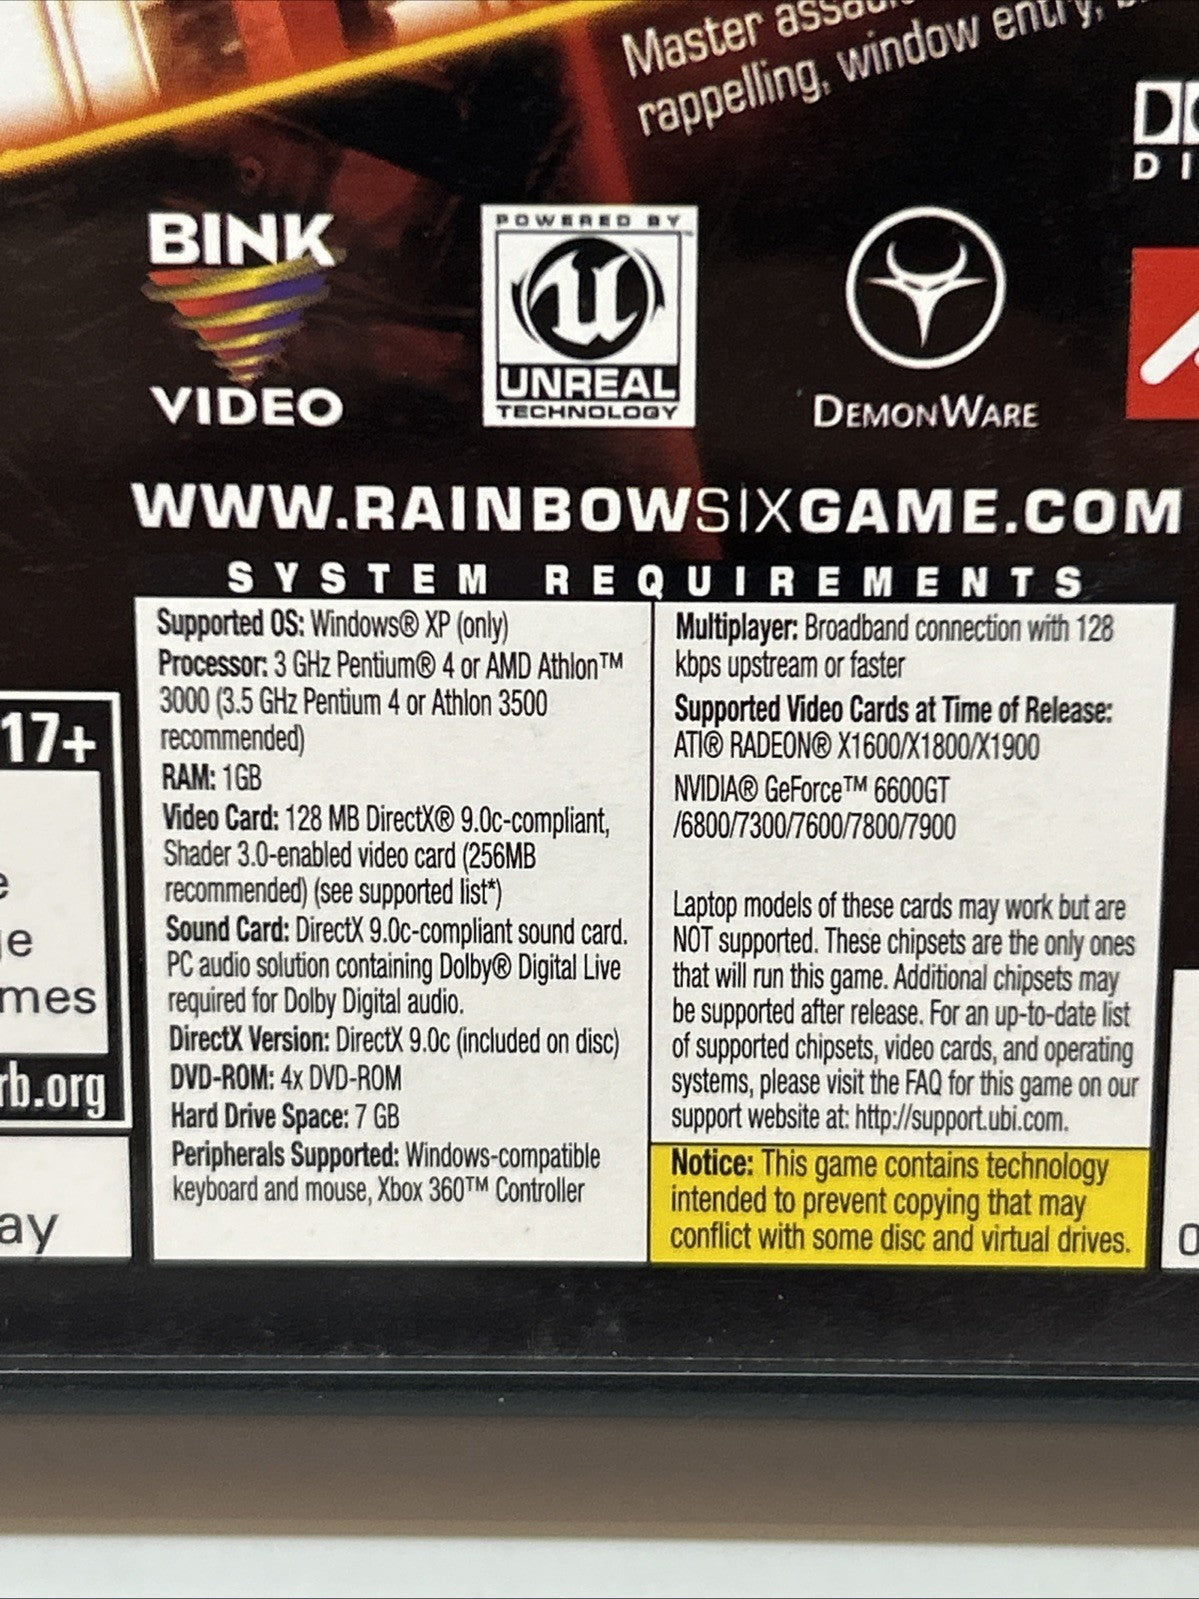 Master
rappelling, window entry,
DI
BINK
VIDEO
POWERED BY
UNREAL
TECHNOLOGY
DEMONWARE
WWW.RAINBOWSIXGAME.COM
SYSTEM REQUIREMENTS
Supported OS: Windows® XP (only)
Processor: 3 GHz Pentium® 4 or AMD Athlon™
3000 (3.5 GHz Pentium 4 or Athlon 3500
recommended)
RAM: 1GB
Video Card: 128 MB DirectX® 9.0c-compliant,
Shader 3.0-enabled video card (256MB
recommended) (see supported list*)
Sound Card: DirectX 9.0c-compliant sound card.
PC audio solution containing Dolby® Digital Live
required for Dolby Digital audio.
DirectX Version: DirectX 9.0c (included on disc)
DVD-ROM: 4x DVD-ROM
Hard Drive Space: 7 GB
Peripherals Supported: Windows-compatible
keyboard and mouse, Xbox 360™ Controller
Multiplayer: Broadband connection with 128
kbps upstream or faster
Supported Video Cards at Time of Release:
ATI® RADEON® X1600/X1800/X1900
NVIDIA® GeForce™ 6600GT
/6800/7300/7600/7800/7900
Laptop models of these cards may work but are
NOT supported. These chipsets are the only ones
that will run this game. Additional chipsets may
be supported after release. For an up-to-date list
of supported chipsets, video cards, and operating
systems, please visit the FAQ for this game on our
support website at: http://support.ubi.com.
Notice: This game contains technology
intended to prevent copying that may
conflict with some disc and virtual drives.
17+
e
ge
mes
rb.org
ay